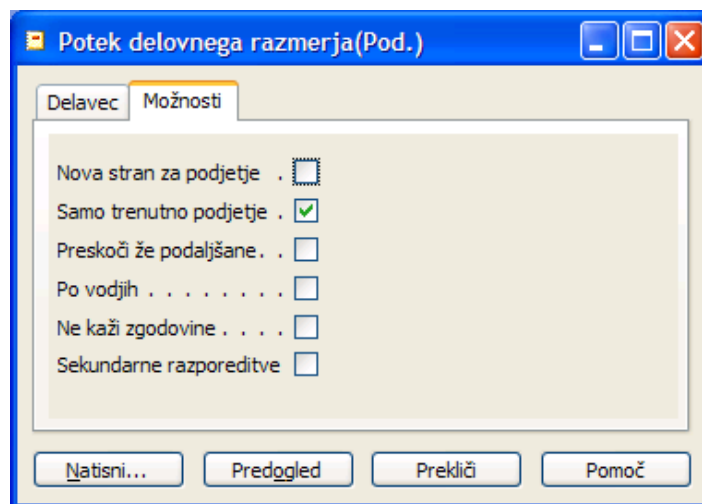 Potek delovnega razmerja(Pod.)
Delavec Možnosti
Nova stran za podjetje .
Samo trenutno podjetje .
Preskoči že podaljšane. .
Po vodjih . . . . . . . .
Ne kaži zgodovine . . . .
Sekundarne razporeditve
Natisni... Predogled Prekliči Pomoč